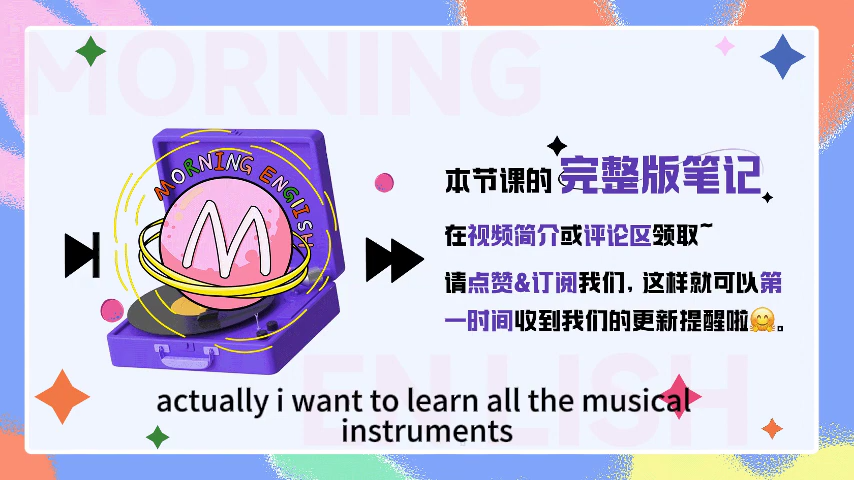 MORNING
MORNING ENGLISH
M
本节课的 完整版笔记
在视频简介或评论区领取~
请点赞&订阅我们, 这样就可以第
一时间收到我们的更新提醒啦🤗。
EN LISH
actually i want to learn all the musical
instruments